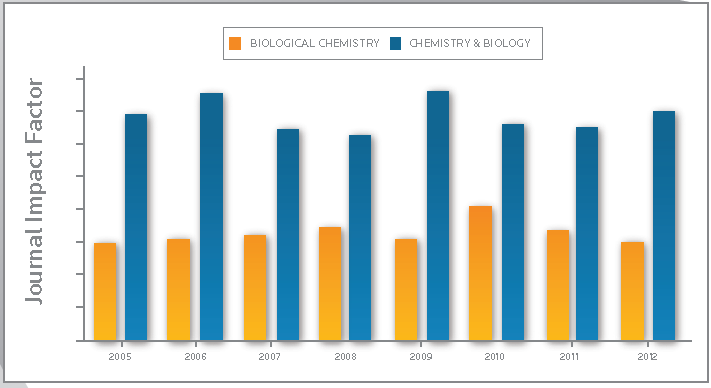 BIOLOGICAL CHEMISTRY CHEMISTRY & BIOLOGY
Journal Impact Factor
2005 2006 2007 2008 2009 2010 2011 2012